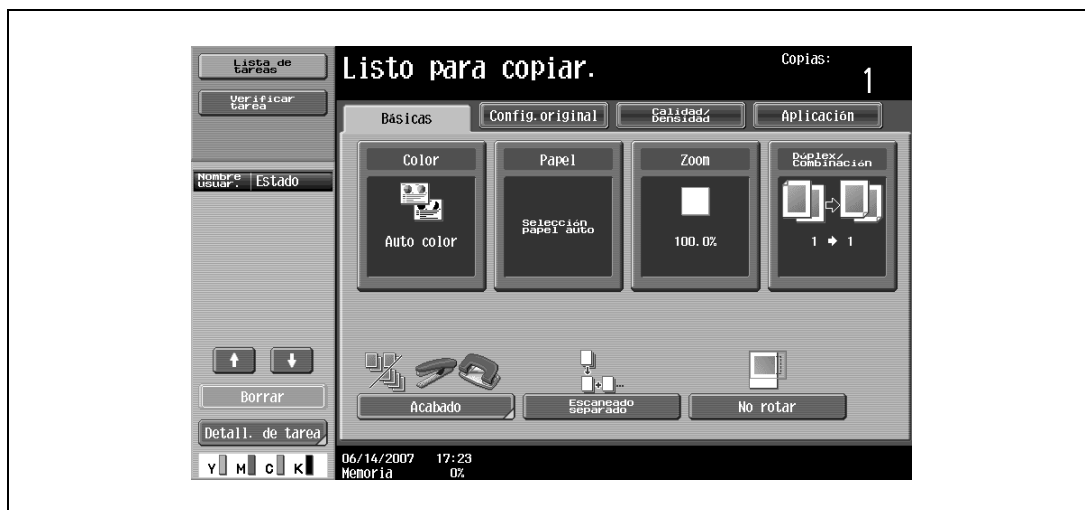 Lista de
tareas
Verificar
tarea
Nombre
usuar.
Estado
Borrar
Detall. de tarea
Y M C K
Listo para copiar.
Copias:
1
Básicas
Config.original
Calidad/
Densidad
Aplicación
Color
Auto color
Papel
Selección
papel auto
Zoom
100.0%
Dúplex/
Combinación
1 → 1
Acabado
Escaneado
separado
No rotar
06/14/2007 17:23
Memoria 0%